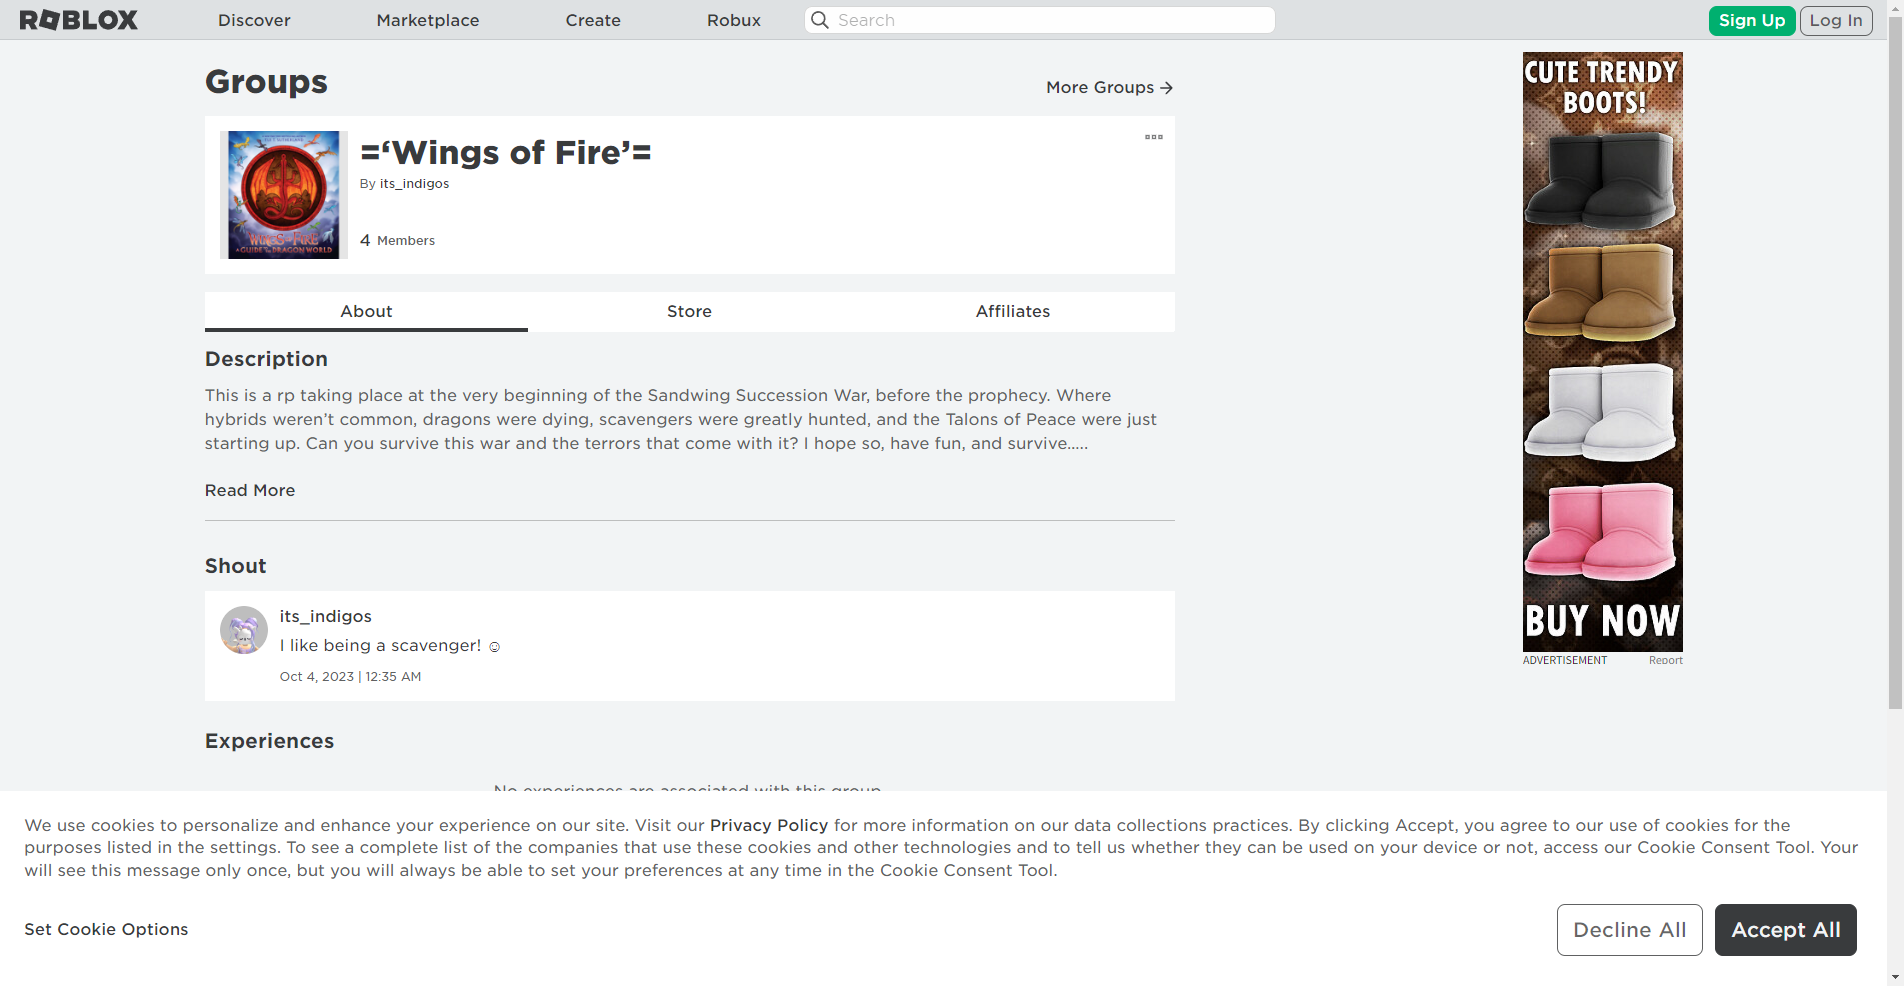 ROBLOX
Discover
Marketplace
Create
Robux
Search
Sign Up
Log In
Groups
More Groups
WINGS OF FIRE
A GUIDE TO THE DRAGON WORLD
=‘Wings of Fire’=
By its_indigos
4 Members
About
Store
Affiliates
Description
This is a rp taking place at the very beginning of the Sandwing Succession War, before the prophecy. Where
hybrids weren’t common, dragons were dying, scavengers were greatly hunted, and the Talons of Peace were just
starting up. Can you survive this war and the terrors that come with it? I hope so, have fun, and survive.....
Read More
Shout
its_indigos
I like being a scavenger! ☺
Oct 4, 2023 | 12:35 AM
Experiences
No experiences are associated with this group
CUTE TRENDY
BOOTS!
BUY NOW
ADVERTISEMENT
Report
We use cookies to personalize and enhance your experience on our site. Visit our Privacy Policy for more information on our data collections practices. By clicking Accept, you agree to our use of cookies for the
purposes listed in the settings. To see a complete list of the companies that use these cookies and other technologies and to tell us whether they can be used on your device or not, access our Cookie Consent Tool. Your
will see this message only once, but you will always be able to set your preferences at any time in the Cookie Consent Tool.
Set Cookie Options
Decline All
Accept All